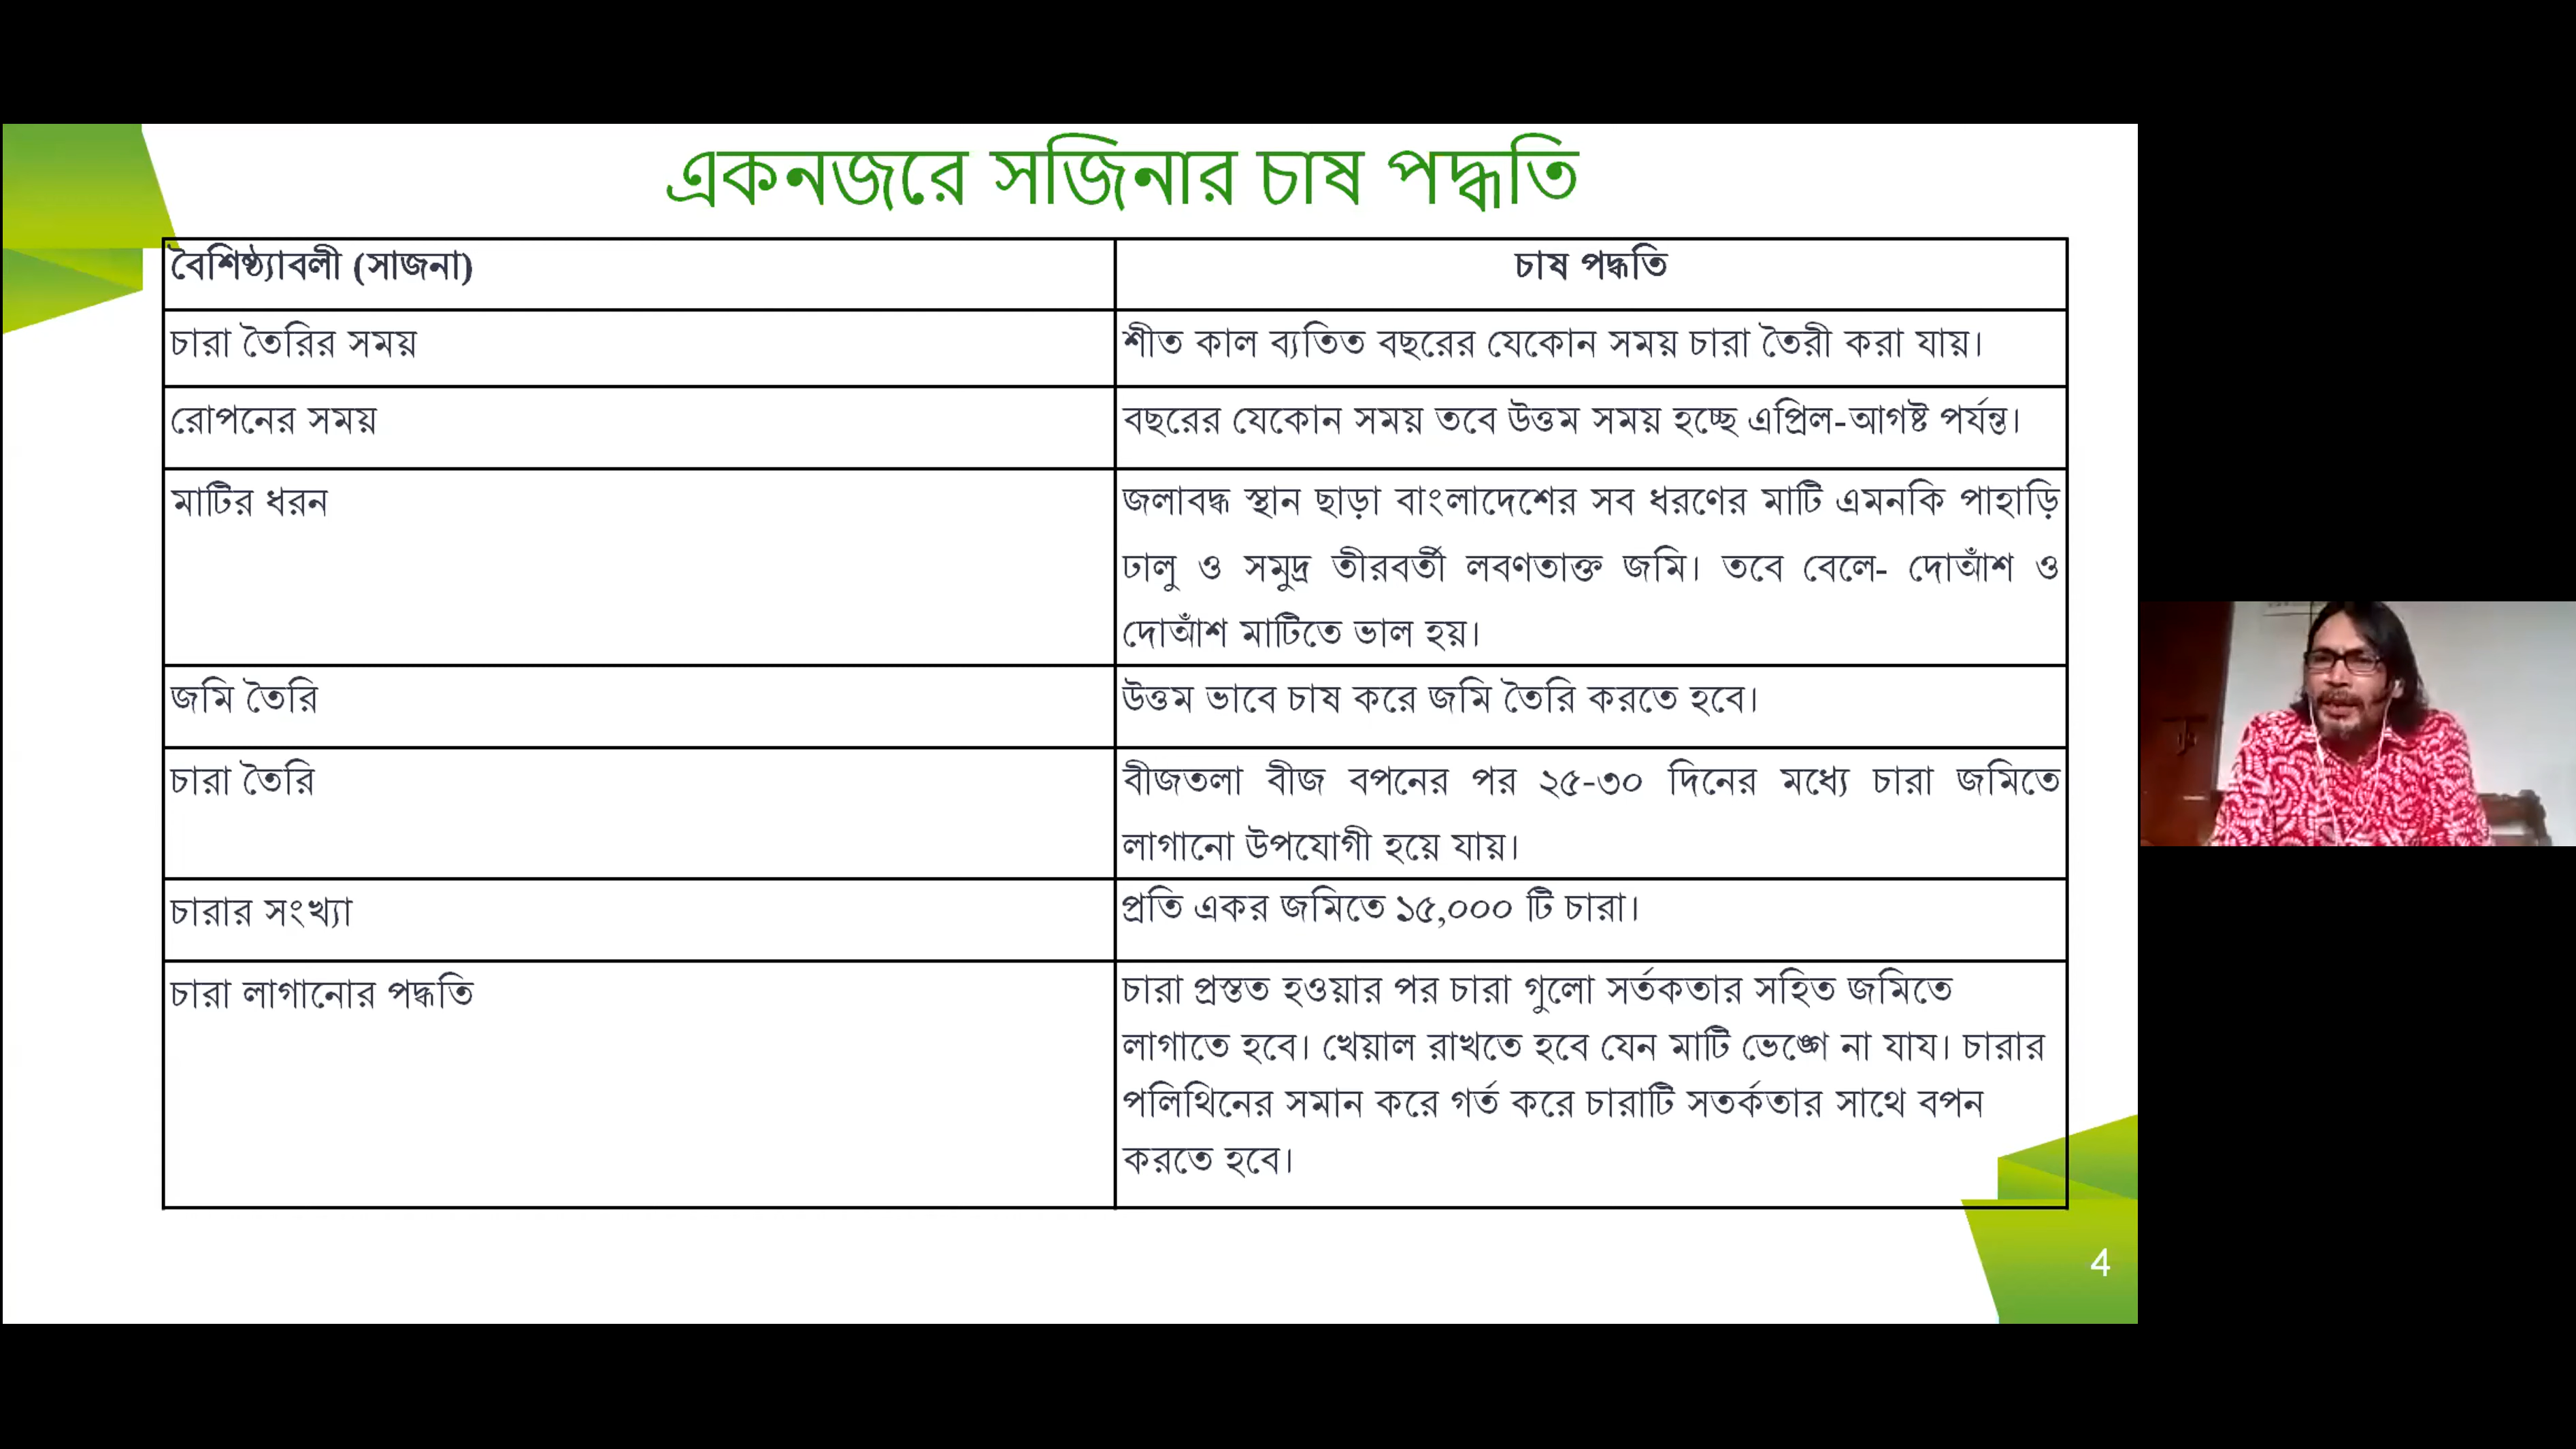 একনজরে সজিনার চাষ পদ্ধতি
বৈশিষ্ঠ্যাবলী (সাজনা)
চাষ পদ্ধতি
চারা তৈরির সময়
শীত কাল ব্যতিত বছরের যেকোন সময় চারা তৈরী করা যায়।
রোপনের সময়
বছরের যেকোন সময় তবে উত্তম সময় হচ্ছে এপ্রিল-আগষ্ট পর্যন্ত।
মাটির ধরন
জলাবদ্ধ স্থান ছাড়া বাংলাদেশের সব ধরণের মাটি এমনকি পাহাড়ি
ঢালু ও সমুদ্র তীরবর্তী লবণতাক্ত জমি। তবে বেলে- দোআঁশ ও
দোআঁশ মাটিতে ভাল হয়।
জমি তৈরি
উত্তম ভাবে চাষ করে জমি তৈরি করতে হবে।
চারা তৈরি
বীজতলা বীজ বপনের পর ২৫-৩০ দিনের মধ্যে চারা জমিতে
লাগানো উপযোগী হয়ে যায়।
চারার সংখ্যা
প্রতি একর জমিতে ১৫,০০০ টি চারা।
চারা লাগানোর পদ্ধতি
চারা প্রস্তত হওয়ার পর চারা গুলো সর্তকতার সহিত জমিতে
লাগাতে হবে। খেয়াল রাখতে হবে যেন মাটি ভেঙ্গে না যায। চারার
পলিথিনের সমান করে গর্ত করে চারাটি সতর্কতার সাথে বপন
করতে হবে।
4